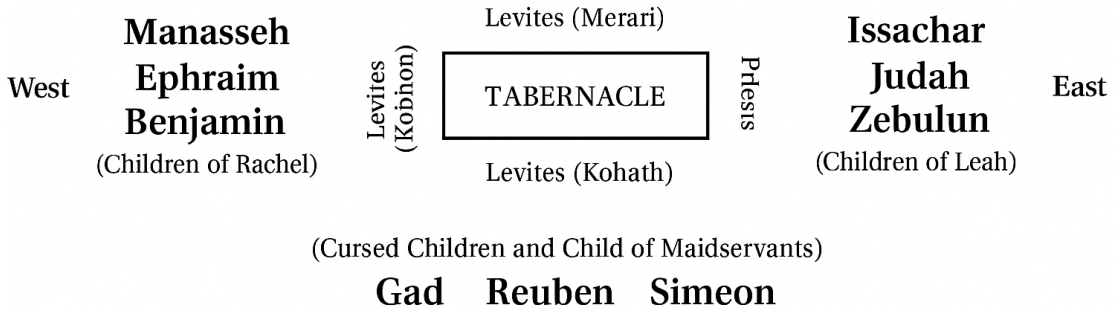 Levites (Merari)
Manasseh
Ephraim
Benjamin
(Children of Rachel)
West
Levites
TABERNACLE
Issachar
Judah
Zebulun
(Children of Leah)
East
Levites (Kohath)
(Cursed Children and Child of Maidservants)
Gad Reuben Simeon